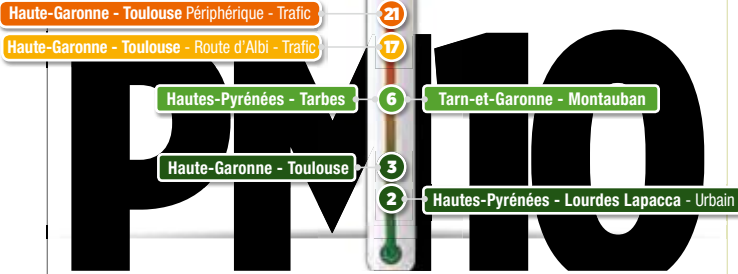 Haute-Garonne - Toulouse Périphérique - Trafic 21
Haute-Garonne - Toulouse - Route d'Albi - Trafic 17
Hautes-Pyrénées - Tarbes 6 Tarn-et-Garonne - Montauban
Haute-Garonne - Toulouse 3
2 Hautes-Pyrénées - Lourdes Lapacca - Urbain
PM10